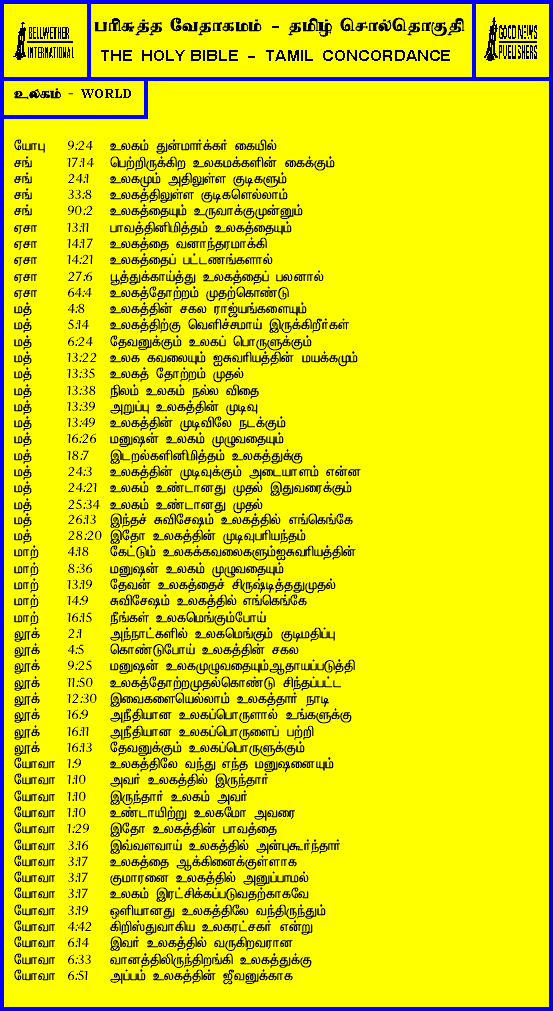 BELLWETHER
INTERNATIONAL
பரிசுத்த வேதாகமம் - தமிழ் சொல்தொகுதி
THE HOLY BIBLE - TAMIL CONCORDANCE
GOOD NEWS
PUBLISHERS
உலகம் - WORLD
யோபு 9:24 உலகம் துன்மார்க்கர் கையில்
சங் 17:14 பெற்றிருக்கிற உலகமக்களின் கைக்கும்
சங் 24:1 உலகமும் அதிலுள்ள குடிகளும்
சங் 33:8 உலகத்திலுள்ள குடிகளெல்லாம்
சங் 90:2 உலகத்தையும் உருவாக்குமுன்னும்
ஏசா 13:11 பாவத்தினிமித்தம் உலகத்தையும்
ஏசா 14:17 உலகத்தை வனாந்தரமாக்கி
ஏசா 14:21 உலகத்தைப் பட்டணங்களால்
ஏசா 27:6 பூத்துக்காய்த்து உலகத்தைப் பலனால்
ஏசா 64:4 உலகத்தோற்றம் முதற்கொண்டு
மத் 4:8 உலகத்தின் சகல ராஜ்யங்களையும்
மத் 5:14 உலகத்திற்கு வெளிச்சமாய் இருக்கிறீர்கள்
மத் 6:24 தேவனுக்கும் உலகப் பொருளுக்கும்
மத் 13:22 உலக கவலையும் ஐசுவரியத்தின் மயக்கமும்
மத் 13:35 உலகத் தோற்றம் முதல்
மத் 13:38 நிலம் உலகம் நல்ல விதை
மத் 13:39 அறுப்பு உலகத்தின் முடிவு
மத் 13:49 உலகத்தின் முடிவிலே நடக்கும்
மத் 16:26 மனுஷன் உலகம் முழுவதையும்
மத் 18:7 இடறல்களினிமித்தம் உலகத்துக்கு
மத் 24:3 உலகத்தின் முடிவுக்கும் அடையாளம் என்ன
மத் 24:21 உலகம் உண்டானது முதல் இதுவரைக்கும்
மத் 25:34 உலகம் உண்டானது முதல்
மத் 26:13 இந்தச் சுவிசேஷம் உலகத்தில் எங்கெங்கே
மத் 28:20 இதோ உலகத்தின் முடிவுபரியந்தம்
மாற் 4:18 கேட்டும் உலகக்கவலைகளும்ஐசுவரியத்தின்
மாற் 8:36 மனுஷன் உலகம் முழுவதையும்
மாற் 13:19 தேவன் உலகத்தைச் சிருஷ்டித்ததுமுதல்
மாற் 14:9 சுவிசேஷம் உலகத்தில் எங்கெங்கே
மாற் 16:15 நீங்கள் உலகமெங்கும்போய்
லூக் 2:1 அந்நாட்களில் உலகமெங்கும் குடிமதிப்பு
லூக் 4:5 கொண்டுபோய் உலகத்தின் சகல
லூக் 9:25 மனுஷன் உலகமுழுவதையும்ஆதாயப்படுத்தி
லூக் 11:50 உலகத்தோற்றமுதல்கொண்டு சிந்தப்பட்ட
லூக் 12:30 இவைகளையெல்லாம் உலகத்தார் நாடி
லூக் 16:9 அநீதியான உலகப்பொருளால் உங்களுக்கு
லூக் 16:11 அநீதியான உலகப்பொருளைப் பற்றி
லூக் 16:13 தேவனுக்கும் உலகப்பொருளுக்கும்
யோவா 1:9 உலகத்திலே வந்து எந்த மனுஷனையும்
யோவா 1:10 அவர் உலகத்தில் இருந்தார்
யோவா 1:10 இருந்தார் உலகம் அவர்
யோவா 1:10 உண்டாயிற்று உலகமோ அவரை
யோவா 1:29 இதோ உலகத்தின் பாவத்தை
யோவா 3:16 இவ்வளவாய் உலகத்தில் அன்புகூர்ந்தார்
யோவா 3:17 உலகத்தை ஆக்கினைக்குள்ளாக
யோவா 3:17 குமாரனை உலகத்தில் அனுப்பாமல்
யோவா 3:17 உலகம் இரட்சிக்கப்படுவதற்காகவே
யோவா 3:19 ஒளியானது உலகத்திலே வந்திருந்தும்
யோவா 4:42 கிறிஸ்துவாகிய உலகரட்சகர் என்று
யோவா 6:14 இவர் உலகத்தில் வருகிறவரான
யோவா 6:33 வானத்திலிருந்திறங்கி உலகத்துக்கு
யோவா 6:51 அப்பம் உலகத்தின் ஜீவனுக்காக